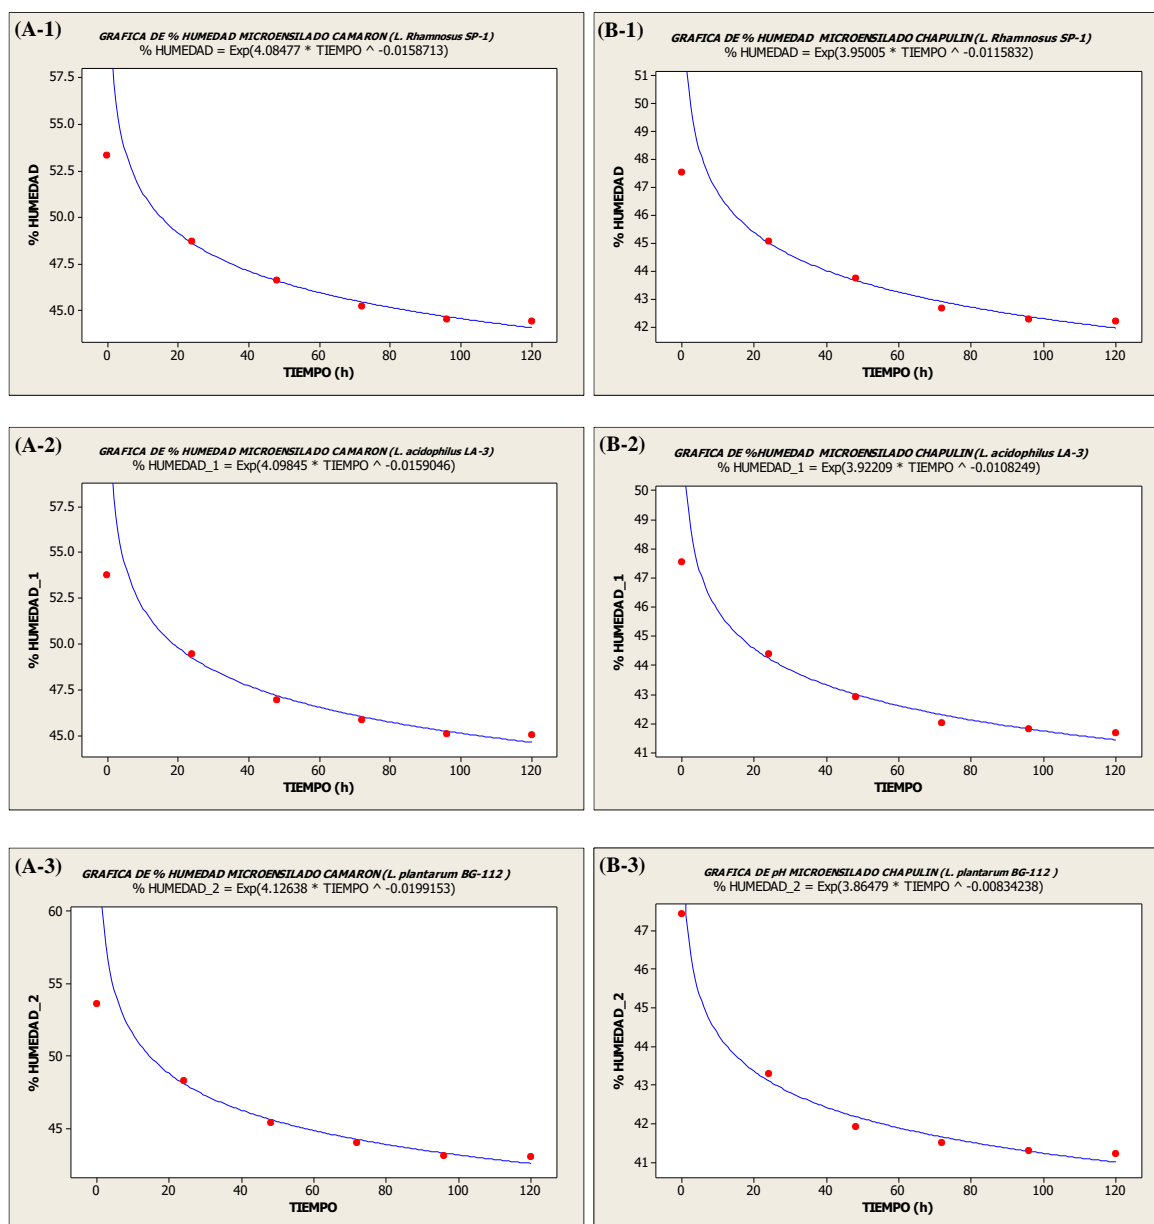 (A-1)
GRAFICA DE % HUMEDAD MICROENSILADO CAMARON (L. Rhamnosus SP-1)
% HUMEDAD = Exp(4.08477 * TIEMPO ^ -0.0158713)
57.5
55.0
52.5
50.0
47.5
45.0
% HUMEDAD
0 20 40 60 80 100 120
TIEMPO (h)
(B-1)
GRAFICA DE % HUMEDAD MICROENSILADO CHAPULIN (L. Rhamnosus SP-1)
% HUMEDAD = Exp(3.95005 * TIEMPO ^ -0.0115832)
51
50
49
48
47
46
45
44
43
42
% HUMEDAD
0 20 40 60 80 100 120
TIEMPO (h)
(A-2)
GRAFICA DE % HUMEDAD MICROENSILADO CAMARON (L. acidophilus LA-3)
% HUMEDAD_1 = Exp(4.09845 * TIEMPO ^ -0.0159046)
57.5
55.0
52.5
50.0
47.5
45.0
% HUMEDAD_1
0 20 40 60 80 100 120
TIEMPO (h)
(B-2)
GRAFICA DE %HUMEDAD MICROENSILADO CHAPULIN (L. acidophilus LA-3)
% HUMEDAD_1 = Exp(3.92209 * TIEMPO ^ -0.0108249)
50
49
48
47
46
45
44
43
42
41
% HUMEDAD_1
0 20 40 60 80 100 120
TIEMPO
(A-3)
GRAFICA DE % HUMEDAD MICROENSILADO CAMARON (L. plantarum BG-112 )
% HUMEDAD_2 = Exp(4.12638 * TIEMPO ^ -0.0199153)
60
55
50
45
% HUMEDAD_2
0 20 40 60 80 100 120
TIEMPO
(B-3)
GRAFICA DE pH MICROENSILADO CHAPULIN (L. plantarum BG-112 )
% HUMEDAD_2 = Exp(3.86479 * TIEMPO ^ -0.00834238)
47
46
45
44
43
42
41
% HUMEDAD_2
0 20 40 60 80 100 120
TIEMPO (h)